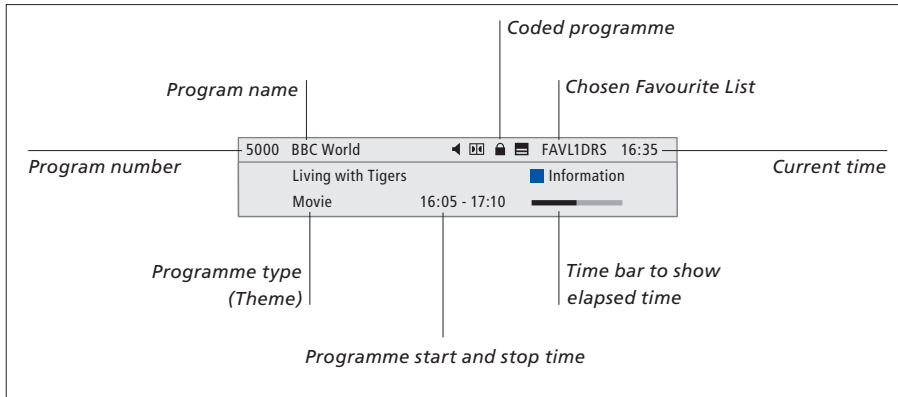 Coded programme
Program name
Chosen Favourite List
5000 BBC World FAVL1DRS 16:35
Program number
Current time
Living with Tigers Information
Movie 16:05 - 17:10
Programme type
(Theme)
Time bar to show
elapsed time
Programme start and stop time